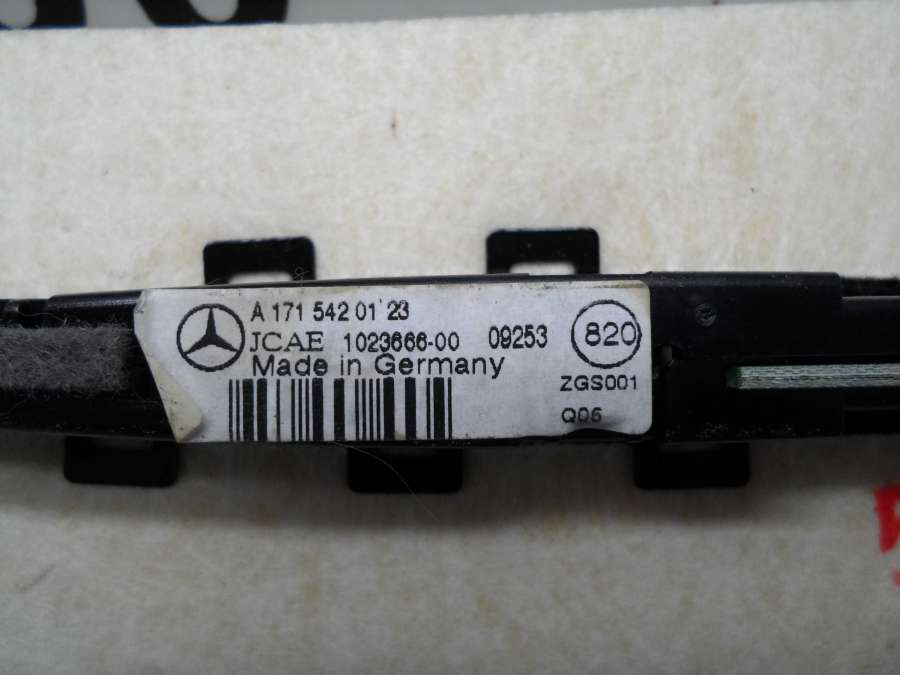 A 171 542 01 23
JCAE 1023666-00 09253 820
Made in Germany
ZGS001
Q06